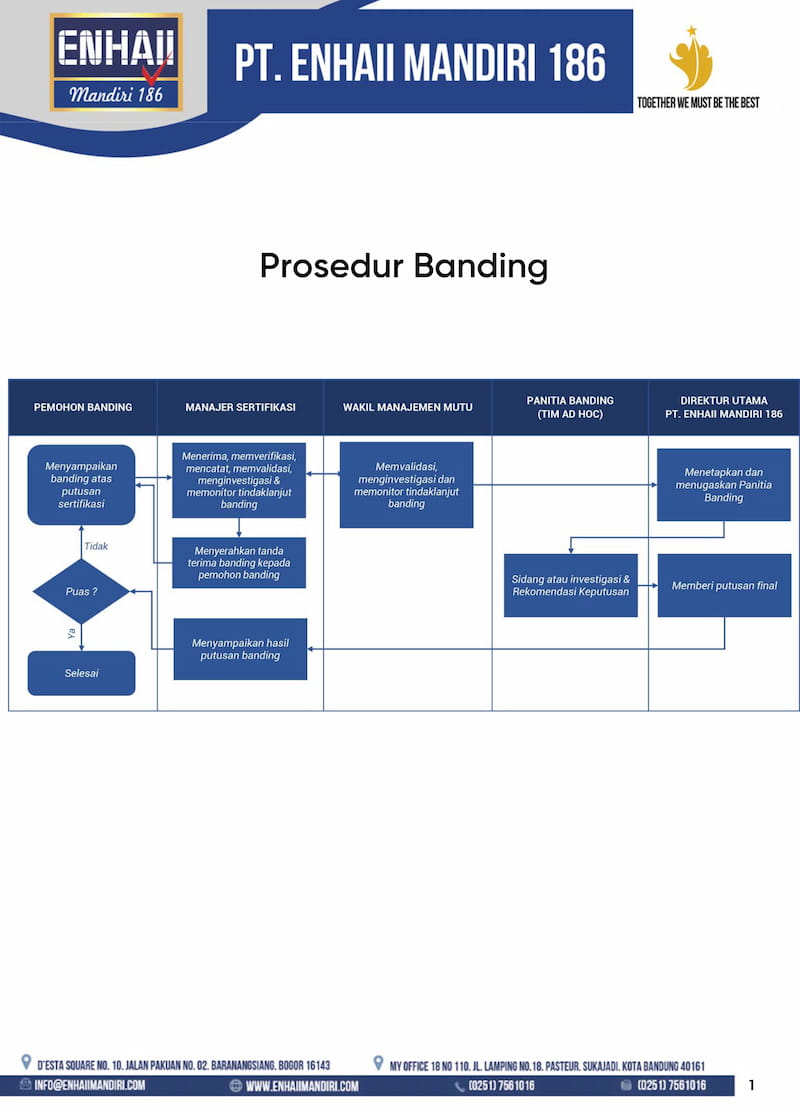 ENHAII
Mandiri 186
PT. ENHAII MANDIRI 186
TOGETHER WE MUST BE THE BEST
Prosedur Banding
PEMOHON BANDING
MANAJER SERTIFIKASI
WAKIL MANAJEMEN MUTU
PANITIA BANDING
(TIM AD HOC)
DIREKTUR UTAMA
PT. ENHAII MANDIRI 186
Menyampaikan
banding atas
putusan
sertifikasi
Menerima, memverifikasi,
mencatat, memvalidasi,
menginvestigasi &
memonitor tindaklanjut
banding
Memvalidasi,
menginvestigasi dan
memonitor tindaklanjut
banding
Menetapkan dan
menugaskan Panitia
Banding
Tidak
Menyerahkan tanda
terima banding kepada
pemohon banding
Sidang atau investigasi &
Rekomendasi Keputusan
Memberi putusan final
Puas ?
Ya
Menyampaikan hasil
putusan banding
Selesai
D'ESTA SQUARE NO. 10. JALAN PAKUAN NO. 02. BARANANGSIANG. BOGOR 16143
MY OFFICE 18 NO 110. JL. LAMPING NO.18. PASTEUR. SUKAJADI. KOTA BANDUNG 40161
INFO@ENHAIIMANDIRI.COM
WWW.ENHAIIMANDIRI.COM
(0251) 7561016
(0251) 7561016
1